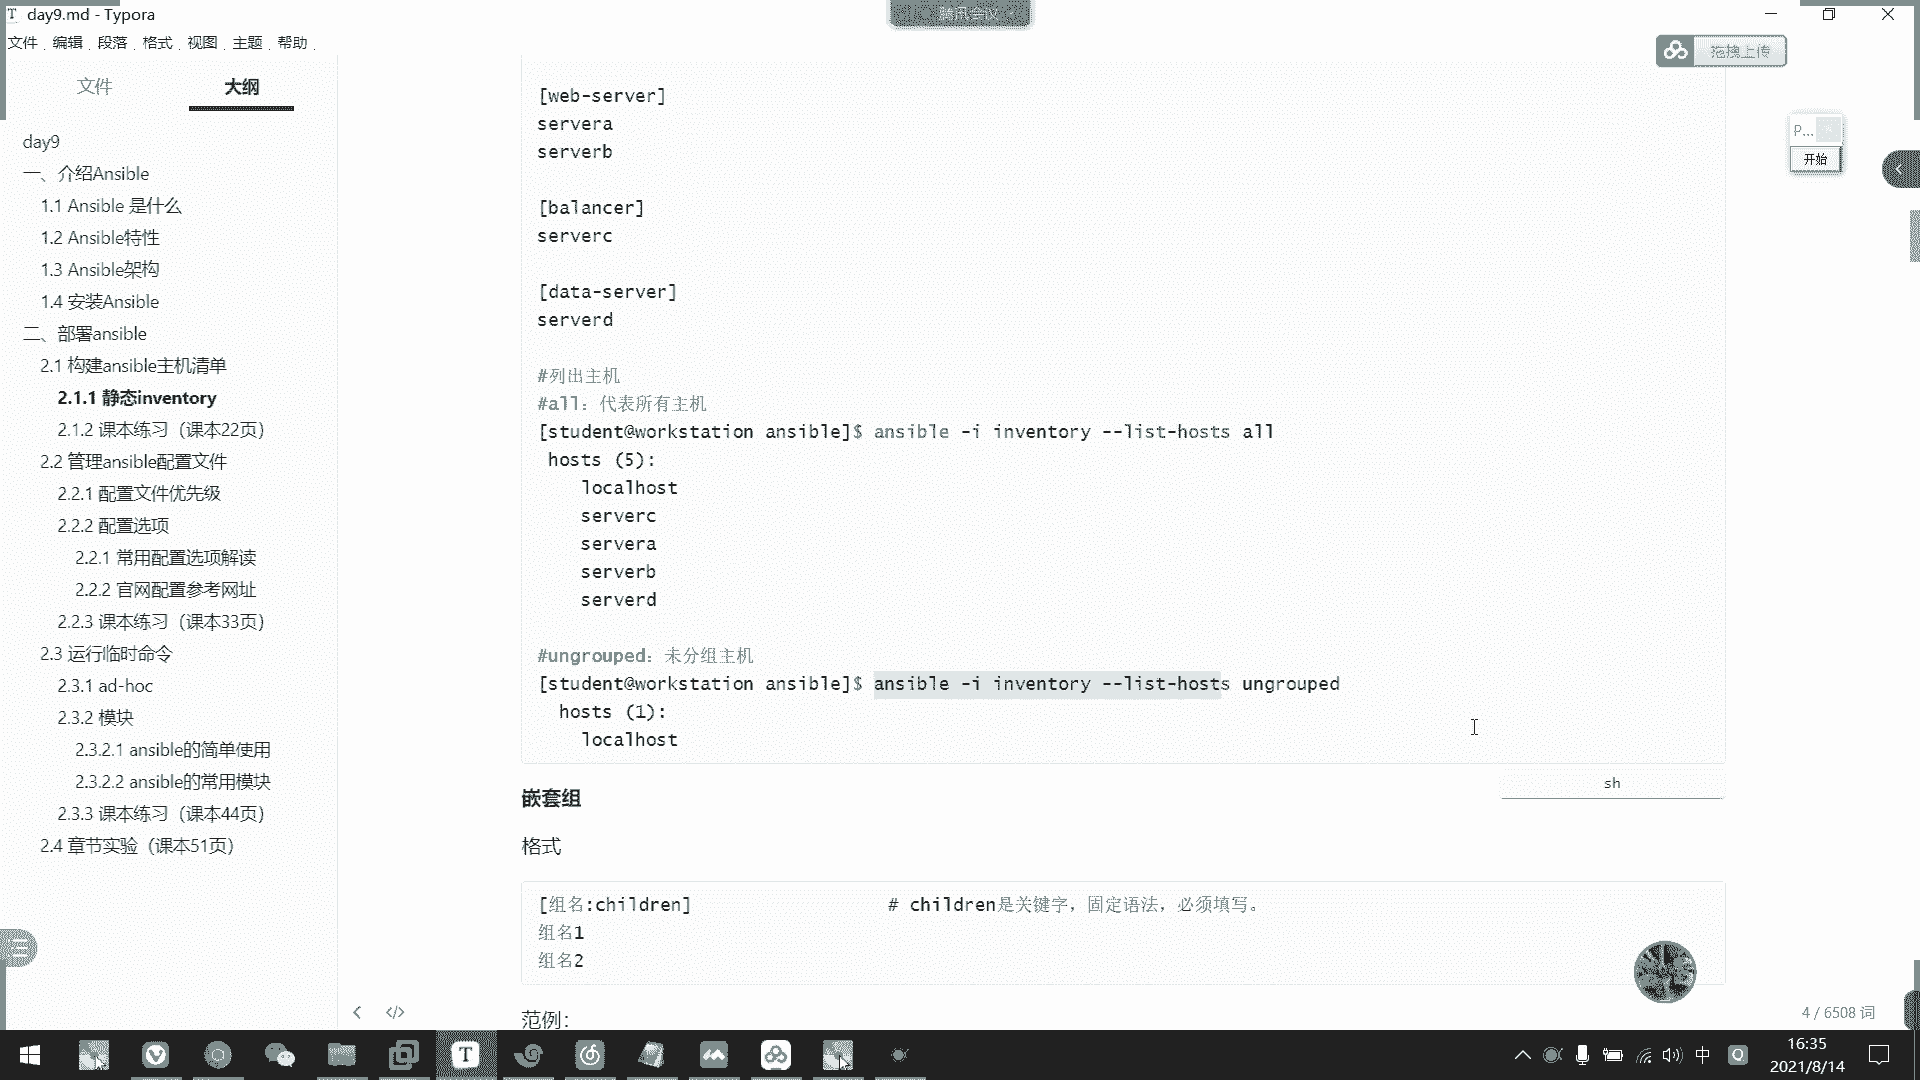 day9.md - Typora
腾讯会议
文件 编辑 段落 格式 视图 主题 帮助
拖拽上传
文件 大纲
day9
一、介绍Ansible
1.1 Ansible 是什么
1.2 Ansible特性
1.3 Ansible架构
1.4 安装Ansible
二、部署ansible
2.1 构建ansible主机清单
2.1.1 静态inventory
2.1.2 课本练习（课本22页）
2.2 管理ansible配置文件
2.2.1 配置文件优先级
2.2.2 配置选项
2.2.1 常用配置选项解读
2.2.2 官网配置参考网址
2.2.3 课本练习（课本33页）
2.3 运行临时命令
2.3.1 ad-hoc
2.3.2 模块
2.3.2.1 ansible的简单使用
2.3.2.2 ansible的常用模块
2.3.3 课本练习（课本44页）
2.4 章节实验（课本51页）
[web-server]
servera
serverb
[balancer]
serverc
[data-server]
serverd
#列出主机
#all：代表所有主机
[student@workstation ansible]$ ansible -i inventory --list-hosts all
hosts (5):
localhost
serverc
servera
serverb
serverd
#ungrouped：未分组主机
[student@workstation ansible]$ ansible -i inventory --list-hosts ungrouped
hosts (1):
localhost
sh
嵌套组
格式
[组名:children] # children是关键字，固定语法，必须填写。
组名1
组名2
范例：
P...
开始
4 / 6508 词
中
16:35
2021/8/14